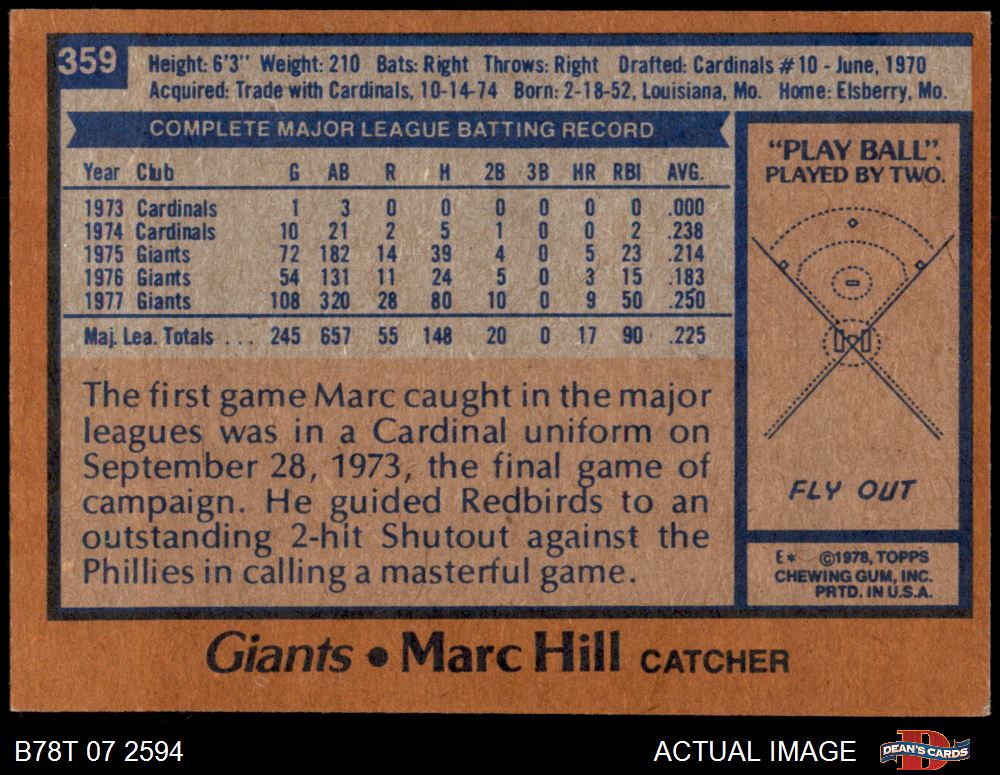 359
Height: 6'3" Weight: 210 Bats: Right Throws: Right Drafted: Cardinals #10 - June, 1970
Acquired: Trade with Cardinals, 10-14-74 Born: 2-18-52, Louisiana, Mo. Home: Elsberry, Mo.
COMPLETE MAJOR LEAGUE BATTING RECORD
Year Club G AB R H 2B 3B HR RBI AVG.
1973 Cardinals 1 3 0 0 0 0 0 0 .000
1974 Cardinals 10 21 2 5 1 0 0 2 .238
1975 Giants 72 182 14 39 4 0 5 23 .214
1976 Giants 54 131 11 24 5 0 3 15 .183
1977 Giants 108 320 28 80 10 0 9 50 .250
Maj. Lea. Totals ... 245 657 55 148 20 0 17 90 .225
The first game Marc caught in the major
leagues was in a Cardinal uniform on
September 28, 1973, the final game of
campaign. He guided Redbirds to an
outstanding 2-hit Shutout against the
Phillies in calling a masterful game.
"PLAY BALL".
PLAYED BY TWO.
FLY OUT
E* ©1978, TOPPS
CHEWING GUM, INC.
PRTD. IN U.S.A.
Giants • Marc Hill CATCHER
B78T 07 2594
ACTUAL IMAGE
D
DEAN'S CARDS